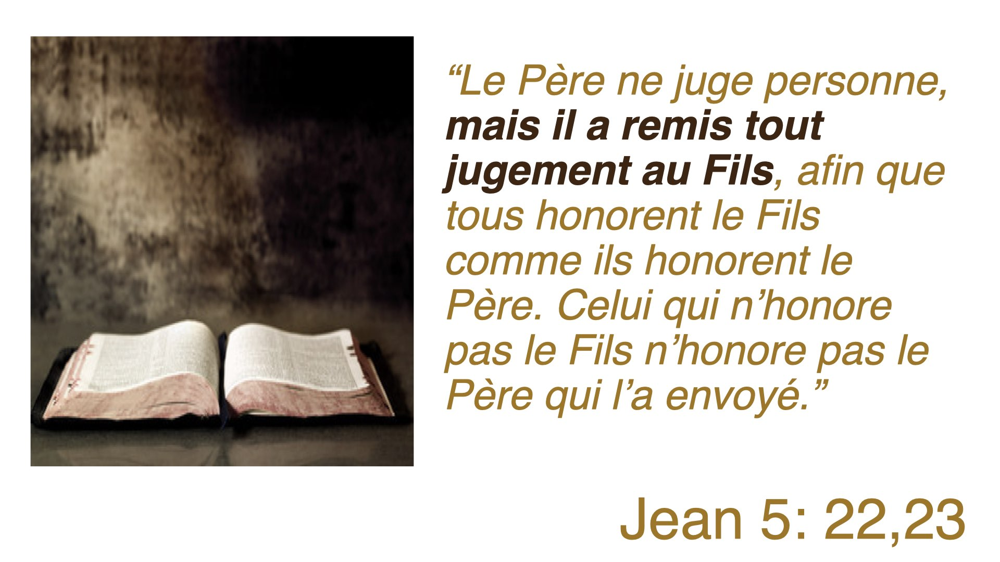 “Le Père ne juge personne,
mais il a remis tout
jugement au Fils, afin que
tous honorent le Fils
comme ils honorent le
Père. Celui qui n’honore
pas le Fils n’honore pas le
Père qui l’a envoyé.”
Jean 5: 22,23